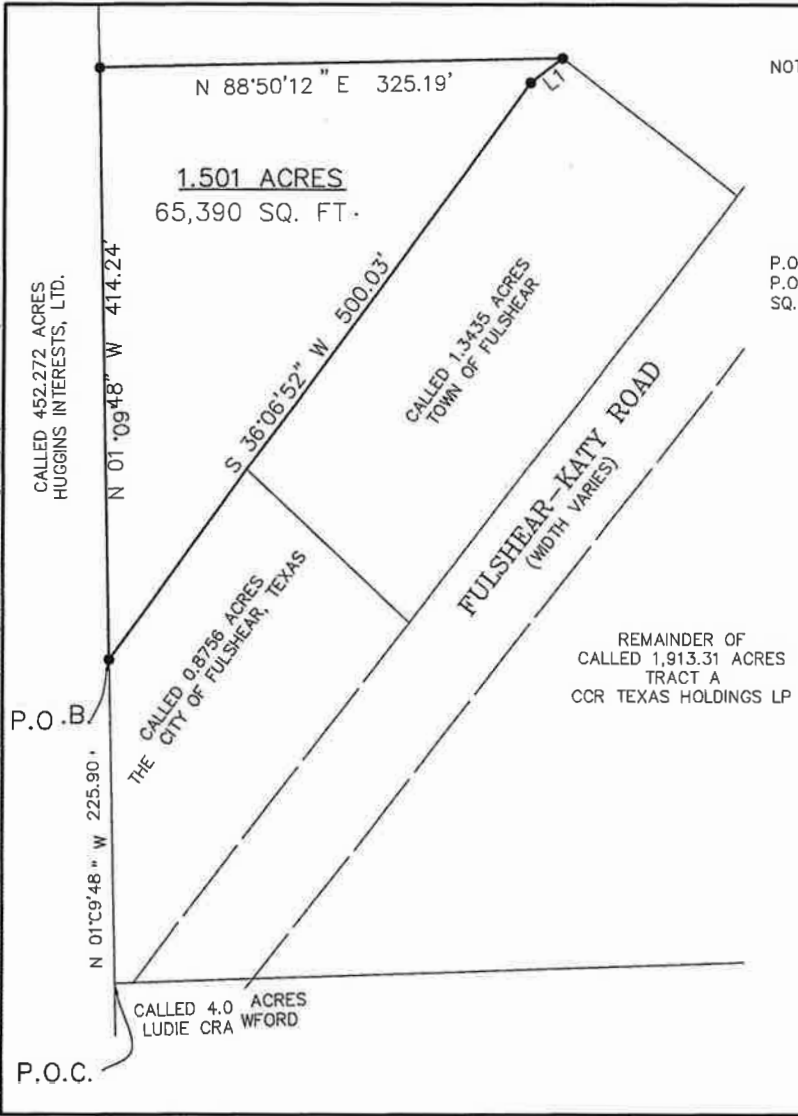 N 88°50'12" E 325.19'
L1
NOT
1.501 ACRES
65,390 SQ. FT.
P.O
P.O
SQ.
CALLED 452.272 ACRES
HUGGINS INTERESTS, LTD.
N 01°09'48" W 414.24'
S 36°06'52" W 500.03'
CALLED 1.3435 ACRES
TOWN OF FULSHEAR
FULSHEAR-KATY ROAD
(WIDTH VARIES)
CALLED 0.8756 ACRES
THE CITY OF FULSHEAR, TEXAS
REMAINDER OF
CALLED 1,913.31 ACRES
TRACT A
CCR TEXAS HOLDINGS LP
P.O.B.
N 01°09'48" W 225.90'
CALLED 4.0 ACRES
LUDIE CRAWFORD
P.O.C.